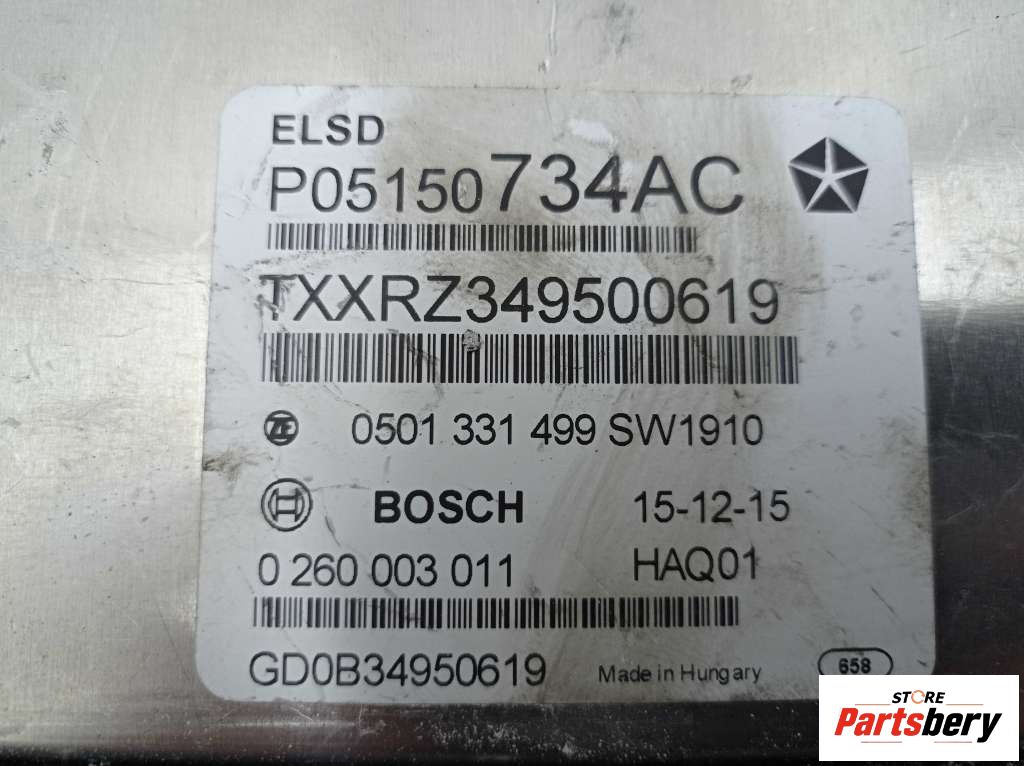 ELSD
P05150734AC
TXXRZ349500619
ZF 0501 331 499 SW1910
BOSCH 15-12-15
0 260 003 011 HAQ01
GD0B34950619 Made in Hungary 658
STORE
Partsbery